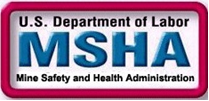 U.S. Department of Labor
MSHA
Mine Safety and Health Administration